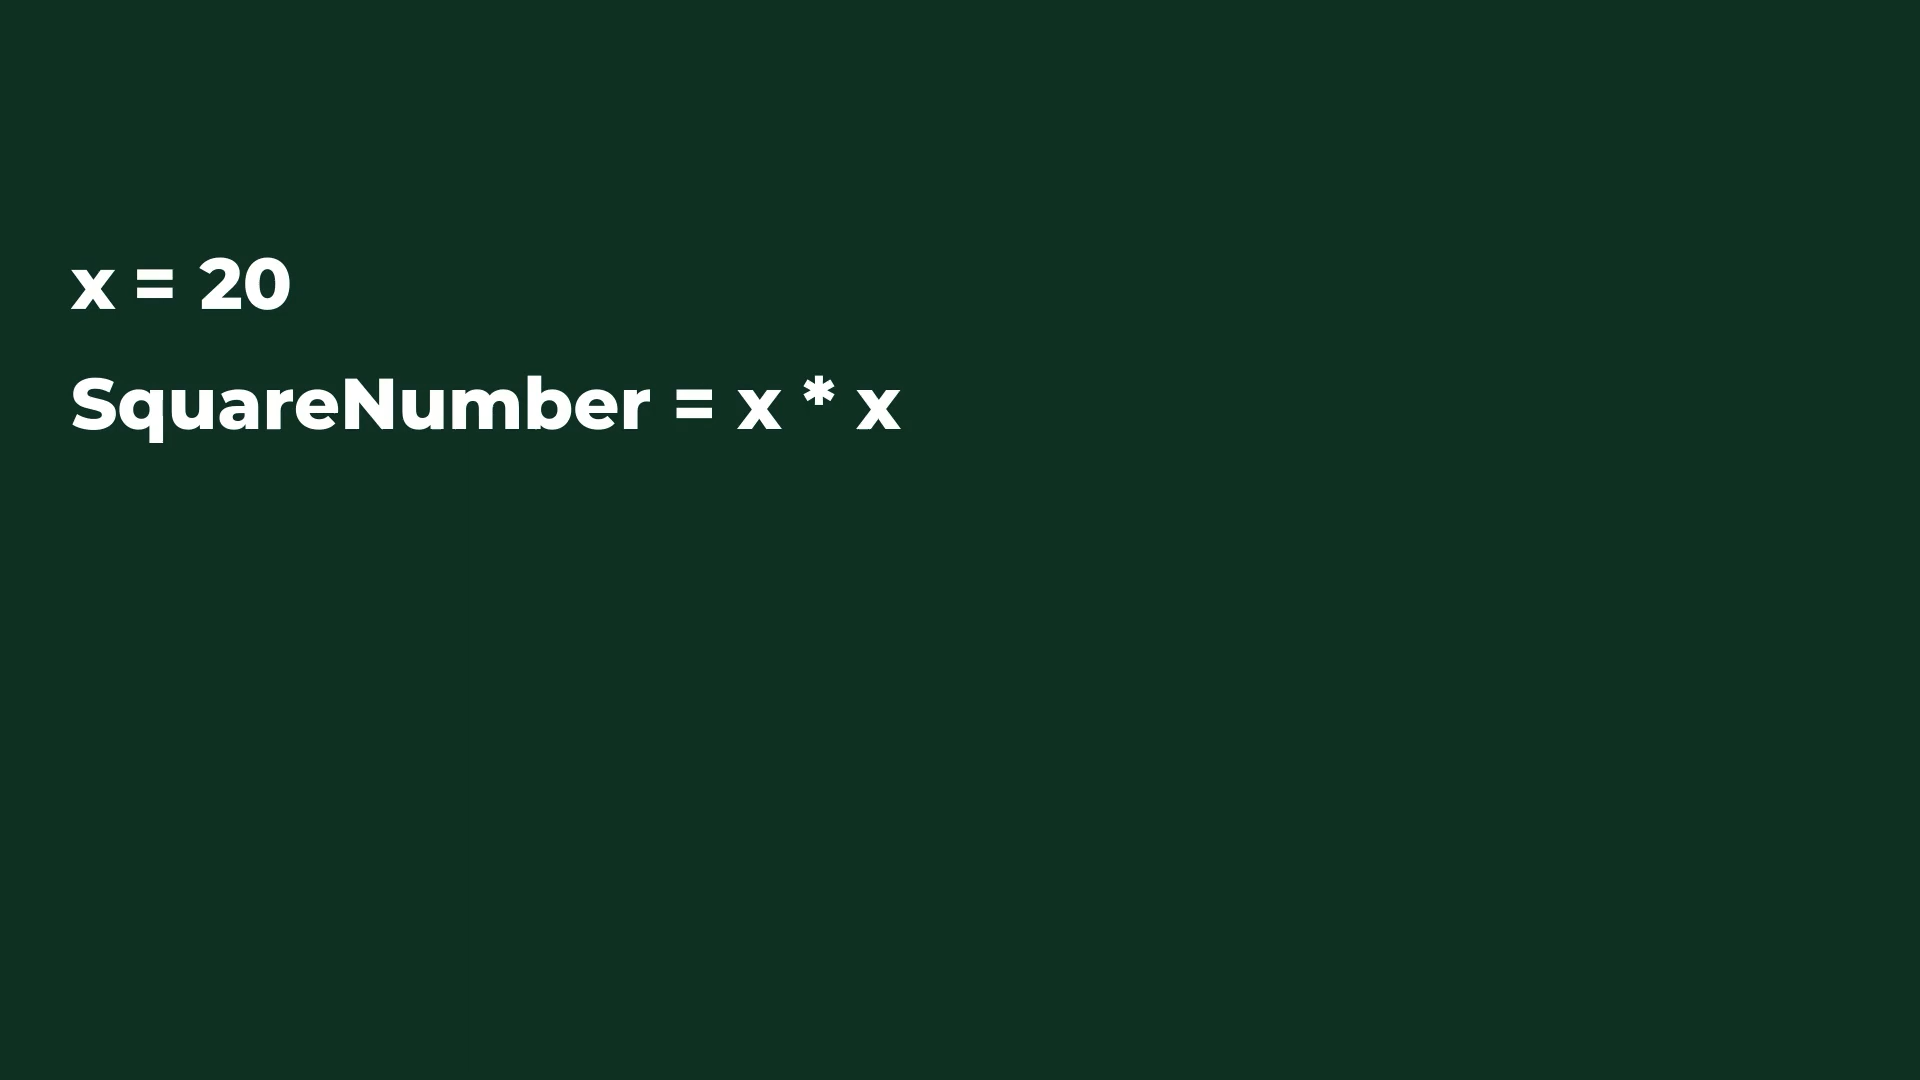 x = 20
SquareNumber = x * x